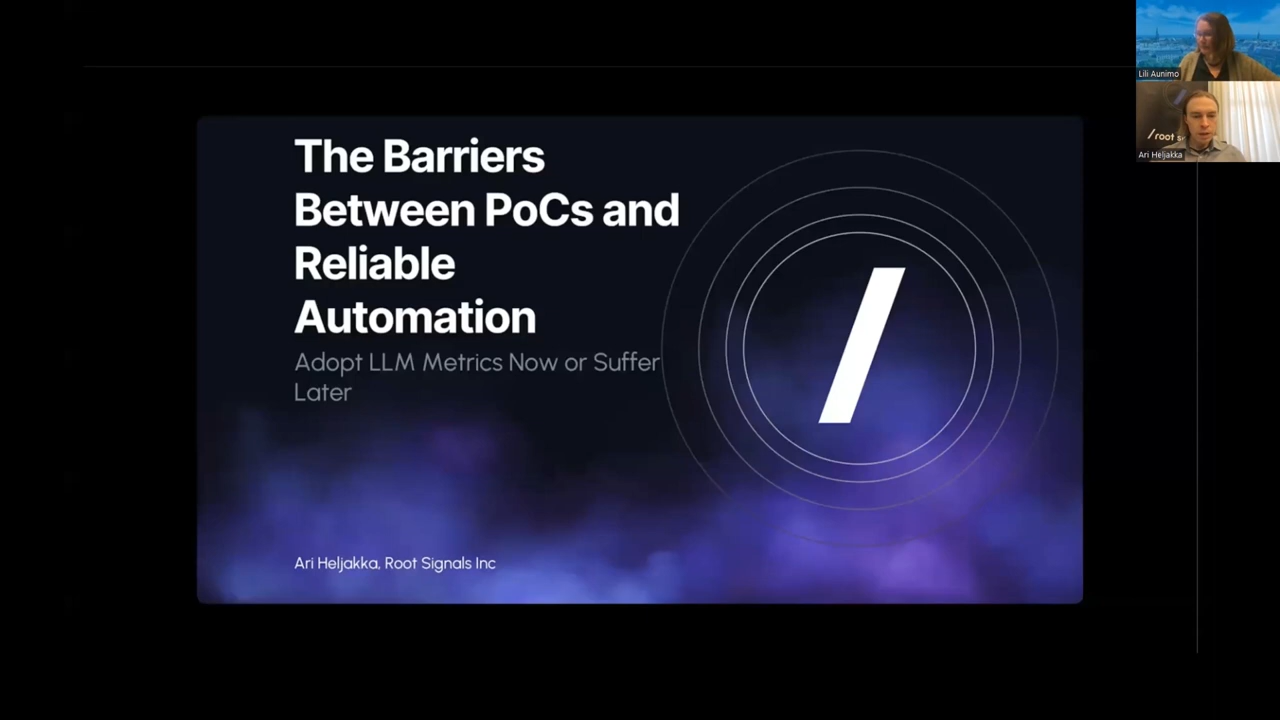 The Barriers
Between PoCs and
Reliable
Automation
Adopt LLM Metrics Now or Suffer
Later
Ari Heljakka, Root Signals Inc
Lili Aunimo
/root s
Ari Heljakka